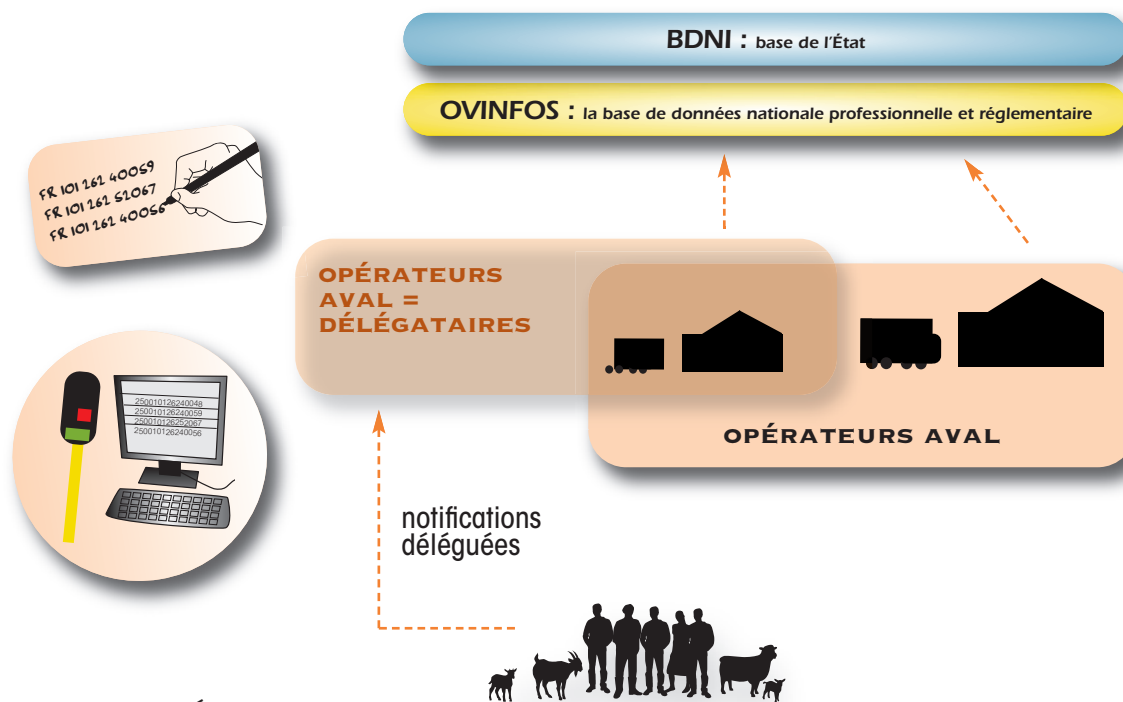 BDNI : base de l'État
OVINFOS : la base de données nationale professionnelle et réglementaire
FR 101 262 40059
FR 101 262 52067
FR 101 262 40056
OPÉRATEURS
AVAL =
DÉLÉGATAIRES
OPÉRATEURS AVAL
250010126240048
250010126240059
250010126252067
250010126240056
notifications
déléguées